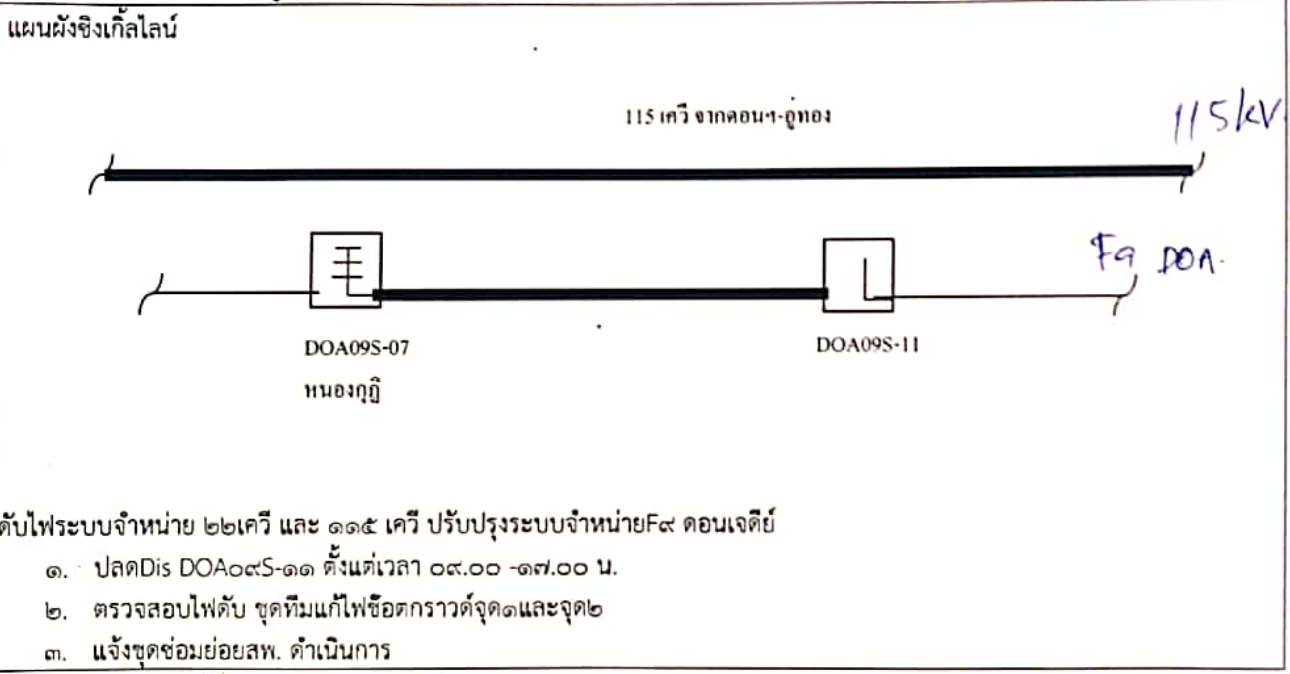 แผนผังซิงเกิ้ลไลน์
115 เควี จากดอนฯ-อู่ทอง
115kV
F9 DOA.
DOA09S-07
DOA09S-11
หนองกุฎิ
ดับไฟระบบจำหน่าย ๒๒เควี และ ๑๑๕ เควี ปรับปรุงระบบจำหน่ายF๙ ดอนเจดีย์
๑. ปลดDis DOA๐๙S-๑๑ ตั้งแต่เวลา ๐๙.๐๐ -๑๗.๐๐ น.
๒. ตรวจสอบไฟดับ ชุดทีมแก้ไฟช๊อตกราวด์จุด๑และจุด๒
๓. แจ้งชุดซ่อมย่อยสพ. ดำเนินการ